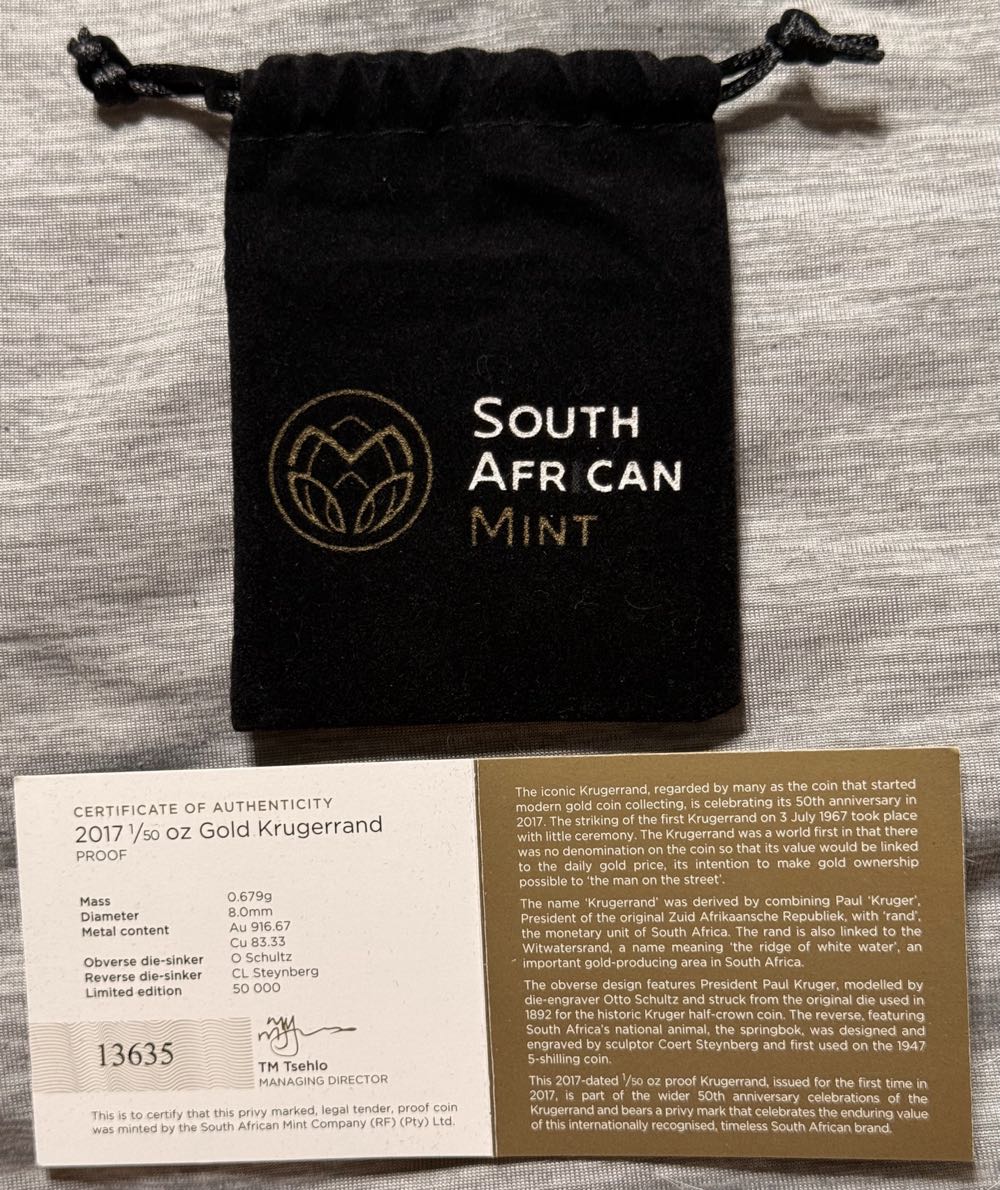 SOUTH
AFRICAN
MINT
CERTIFICATE OF AUTHENTICITY
2017 1/50 oz Gold Krugerrand
PROOF
Mass 0.679g
Diameter 8.0mm
Metal content Au 916.67
Cu 83.33
Obverse die-sinker O Schultz
Reverse die-sinker CL Steynberg
Limited edition 50 000
13635
TM Tsehlo
MANAGING DIRECTOR
This is to certify that this privy marked, legal tender, proof coin
was minted by the South African Mint Company (RF) (Pty) Ltd.
The iconic Krugerrand, regarded by many as the coin that started
modern gold coin collecting, is celebrating its 50th anniversary in
2017. The striking of the first Krugerrand on 3 July 1967 took place
with little ceremony. The Krugerrand was a world first in that there
was no denomination on the coin so that its value would be linked
to the daily gold price, its intention to make gold ownership
possible to 'the man on the street'.
The name 'Krugerrand' was derived by combining Paul 'Kruger',
President of the original Zuid Afrikaansche Republiek, with 'rand',
the monetary unit of South Africa. The rand is also linked to the
Witwatersrand, a name meaning 'the ridge of white water', an
important gold-producing area in South Africa.
The obverse design features President Paul Kruger, modelled by
die-engraver Otto Schultz and struck from the original die used in
1892 for the historic Kruger half-crown coin. The reverse, featuring
South Africa's national animal, the springbok, was designed and
engraved by sculptor Coert Steynberg and first used on the 1947
5-shilling coin.
This 2017-dated 1/50 oz proof Krugerrand, issued for the first time in
2017, is part of the wider 50th anniversary celebrations of the
Krugerrand and bears a privy mark that celebrates the enduring value
of this internationally recognised, timeless South African brand.